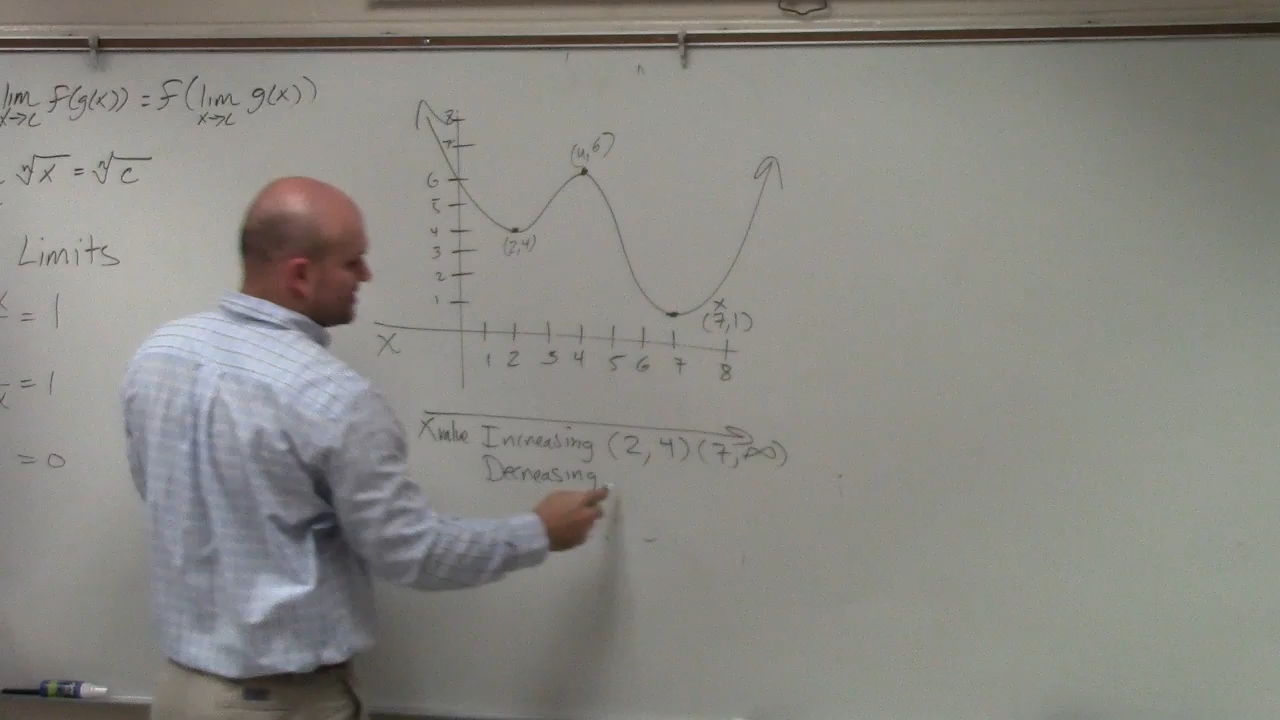 lim f(g(x)) = f(lim g(x))
x→c x→c
ⁿ√x = ⁿ√c
Limits
= 1
= 1
= 0
8
7
6
5
4
3
2
1
(4,6)
(2,4)
x
(7,1)
X
1 2 3 4 5 6 7 8
X value Increasing (2,4)(7,∞)
Decreasing